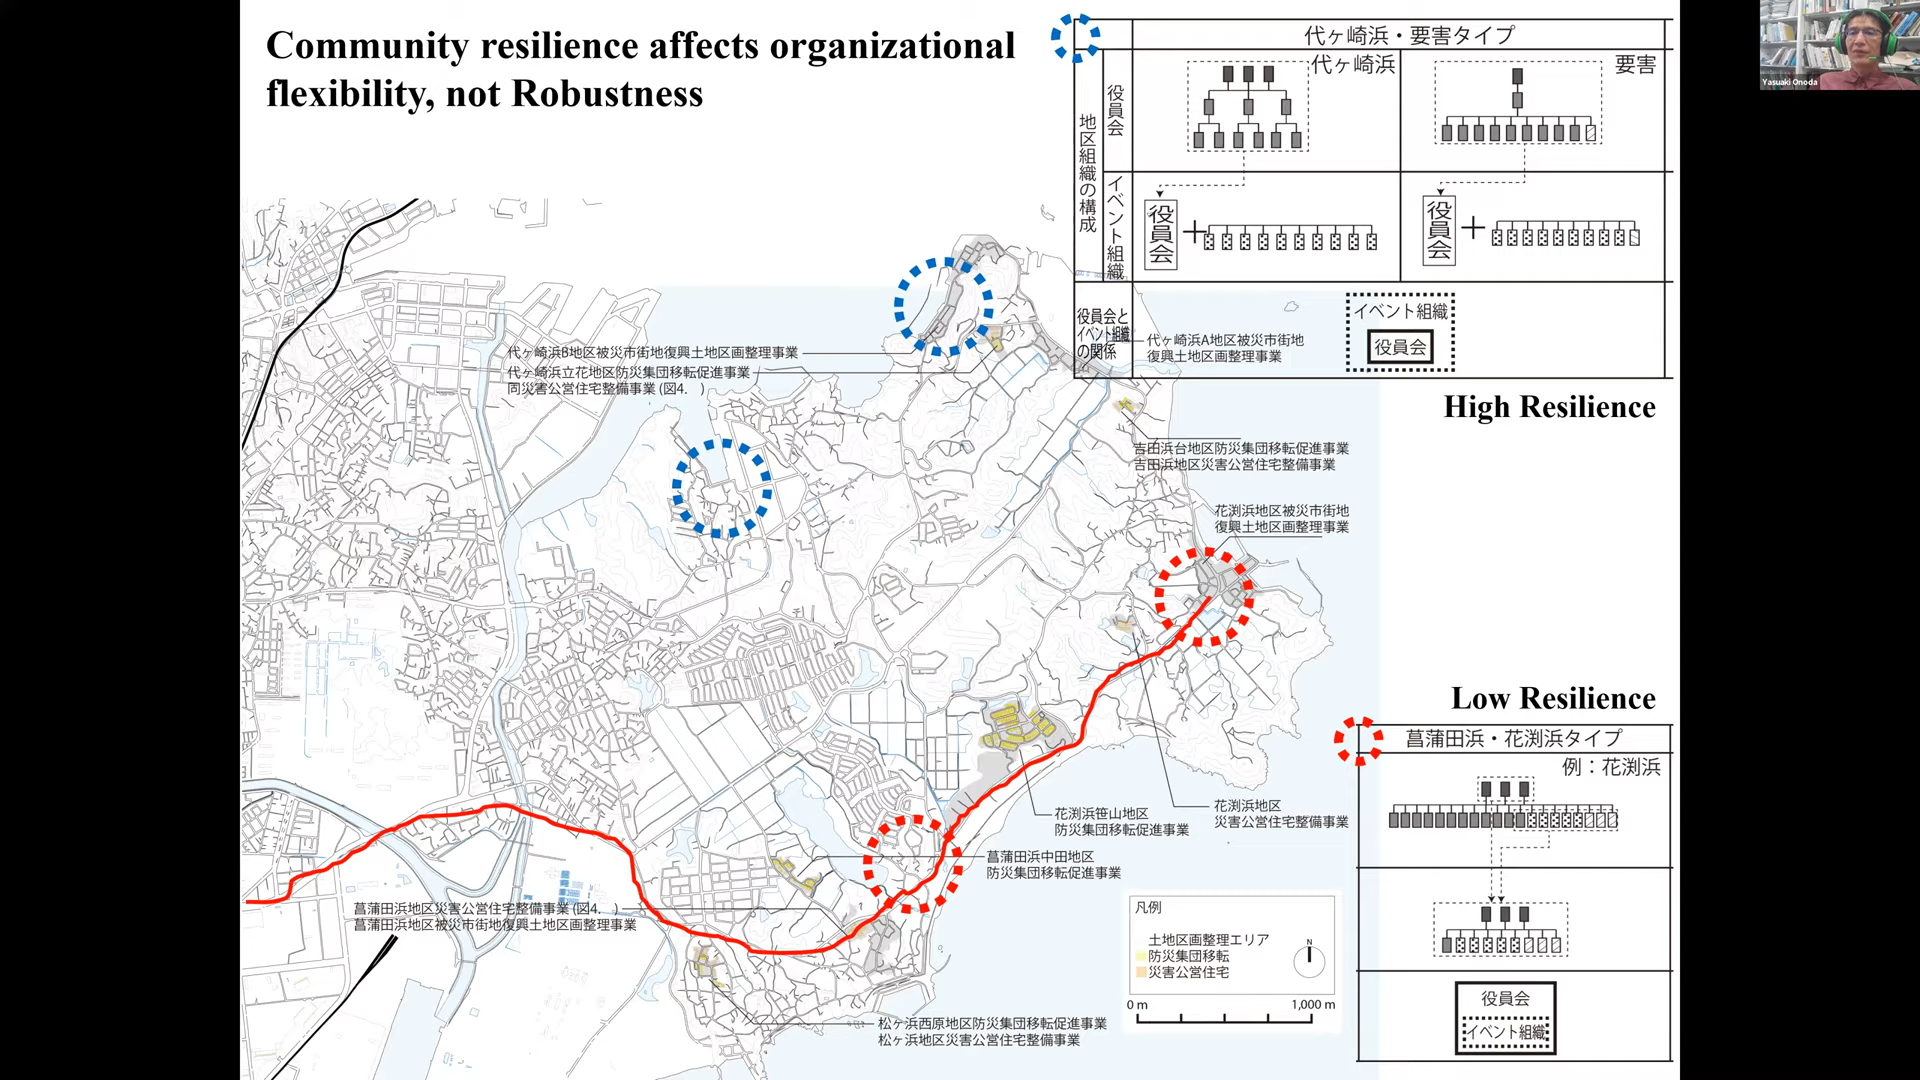 Community resilience affects organizational
flexibility, not Robustness
Yasuaki Onoda
代ヶ崎浜・要害タイプ
代ヶ崎浜
要害
地区組織の構成
役員会
イベント組織
役員会
+
役員会
+
役員会と
イベント組織
の関係
イベント組織
役員会
High Resilience
代ヶ崎浜B地区被災市街地復興土地区画整理事業
代ヶ崎浜立花地区防災集団移転促進事業
同災害公営住宅整備事業 (図4. )
代ヶ崎浜A地区被災市街地
復興土地区画整理事業
吉田浜台地区防災集団移転促進事業
吉田浜地区災害公営住宅整備事業
花渕浜地区被災市街地
復興土地区画整理事業
Low Resilience
菖蒲田浜・花渕浜タイプ
例：花渕浜
役員会
イベント組織
花渕浜笹山地区
防災集団移転促進事業
花渕浜地区
災害公営住宅整備事業
菖蒲田浜中田地区
防災集団移転促進事業
菖蒲田浜地区災害公営住宅整備事業 (図4. )
菖蒲田浜地区被災市街地復興土地区画整理事業
松ヶ浜西原地区防災集団移転促進事業
松ヶ浜地区災害公営住宅整備事業
凡例
土地区画整理エリア
防災集団移転
災害公営住宅
N
0 m
1,000 m